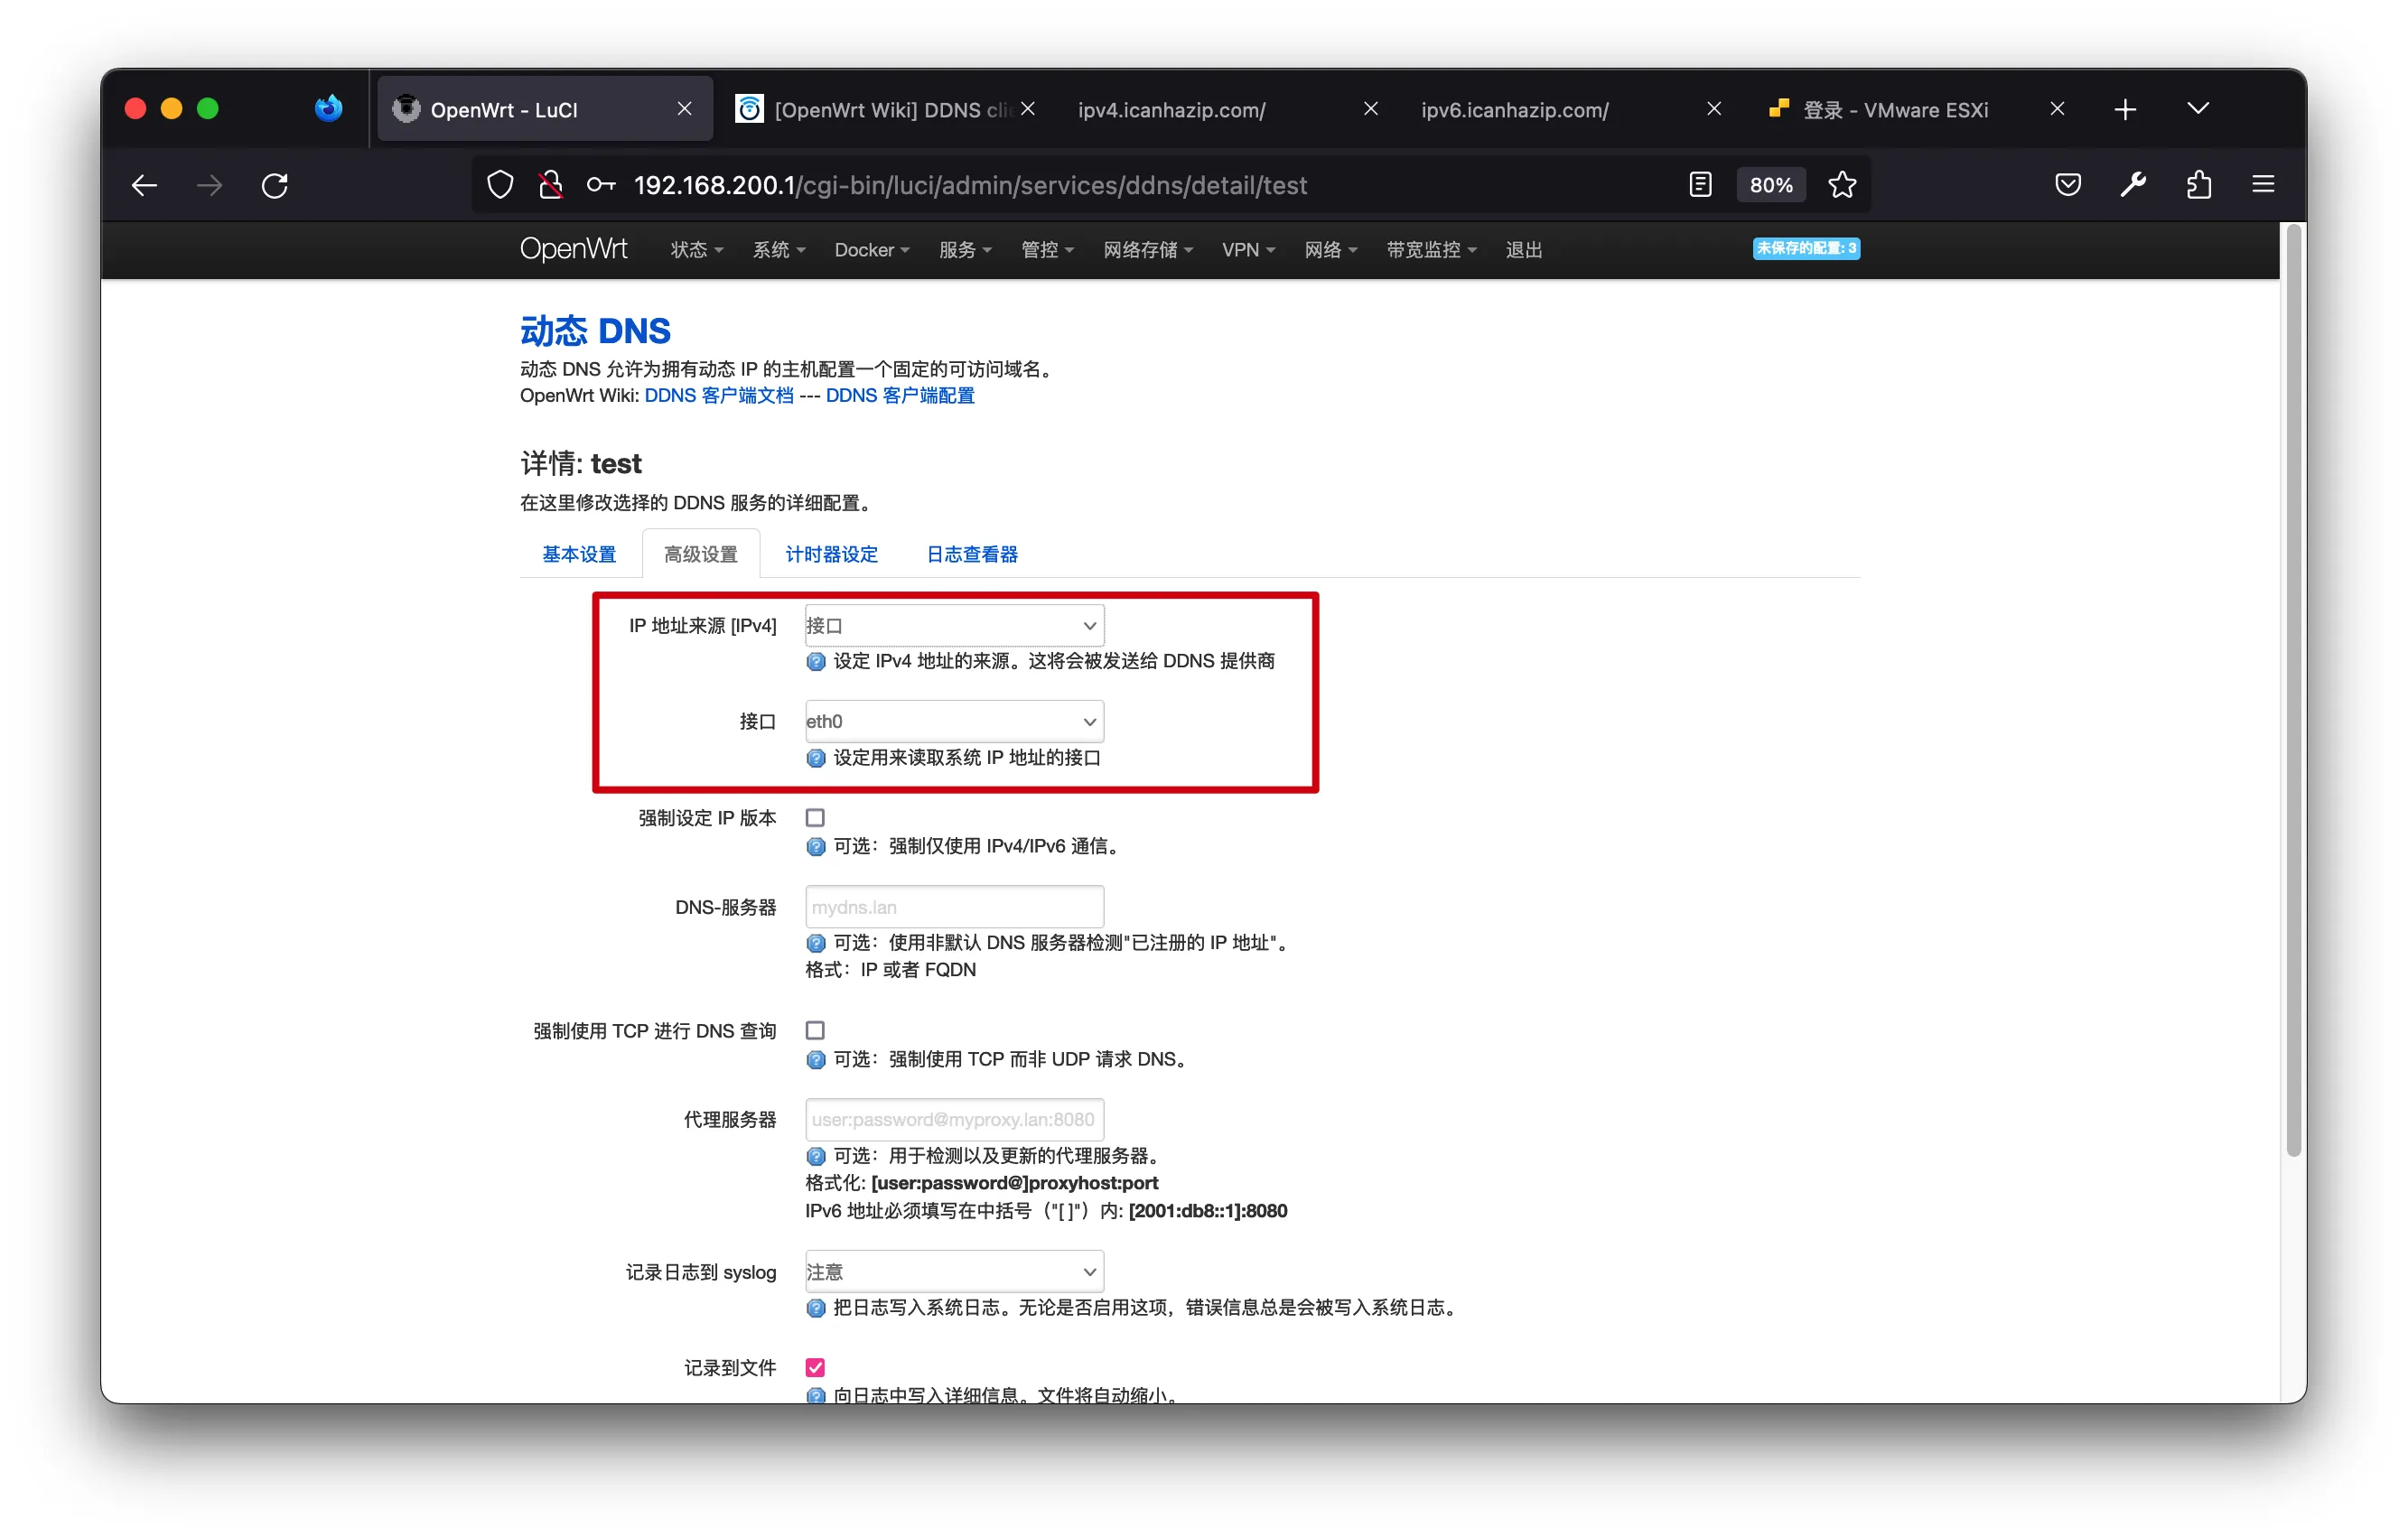 OpenWrt - LuCI
[OpenWrt Wiki] DDNS cli
ipv4.icanhazip.com/
ipv6.icanhazip.com/
登录 - VMware ESXi
192.168.200.1/cgi-bin/luci/admin/services/ddns/detail/test
80%
OpenWrt 状态 系统 Docker 服务 管控 网络存储 VPN 网络 带宽监控 退出 未保存的配置: 3
动态 DNS
动态 DNS 允许为拥有动态 IP 的主机配置一个固定的可访问域名。
OpenWrt Wiki: DDNS 客户端文档 --- DDNS 客户端配置
详情: test
在这里修改选择的 DDNS 服务的详细配置。
基本设置 高级设置 计时器设定 日志查看器
IP 地址来源 [IPv4] 接口
设定 IPv4 地址的来源。这将会被发送给 DDNS 提供商
接口 eth0
设定用来读取系统 IP 地址的接口
强制设定 IP 版本
可选：强制仅使用 IPv4/IPv6 通信。
DNS-服务器 mydns.lan
可选：使用非默认 DNS 服务器检测"已注册的 IP 地址"。
格式：IP 或者 FQDN
强制使用 TCP 进行 DNS 查询
可选：强制使用 TCP 而非 UDP 请求 DNS。
代理服务器 user:password@myproxy.lan:8080
可选：用于检测以及更新的代理服务器。
格式化: [user:password@]proxyhost:port
IPv6 地址必须填写在中括号（"[ ]"）内: [2001:db8::1]:8080
记录日志到 syslog 注意
把日志写入系统日志。无论是否启用这项，错误信息总是会被写入系统日志。
记录到文件
向日志中写入详细信息。文件将自动缩小。